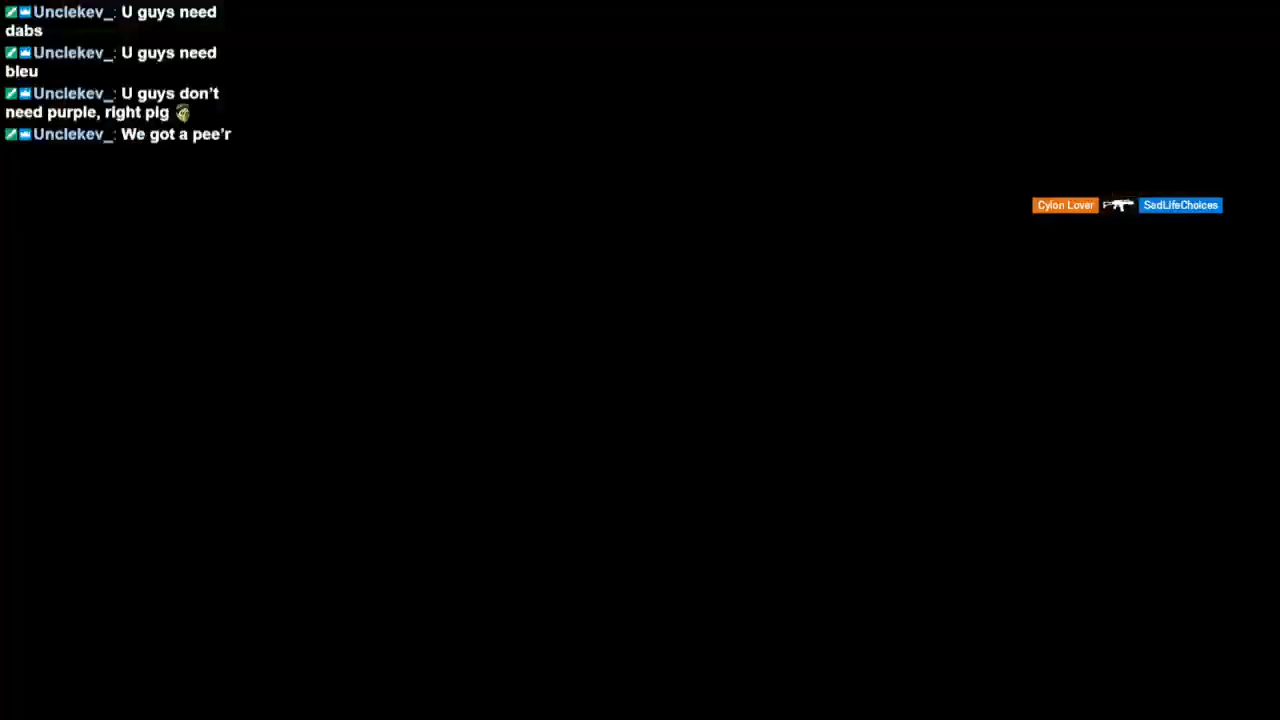 Unclekev_: U guys need
dabs
Unclekev_: U guys need
bleu
Unclekev_: U guys don't
need purple, right pig
Unclekev_: We got a pee'r
Cylon Lover SadLifeChoices